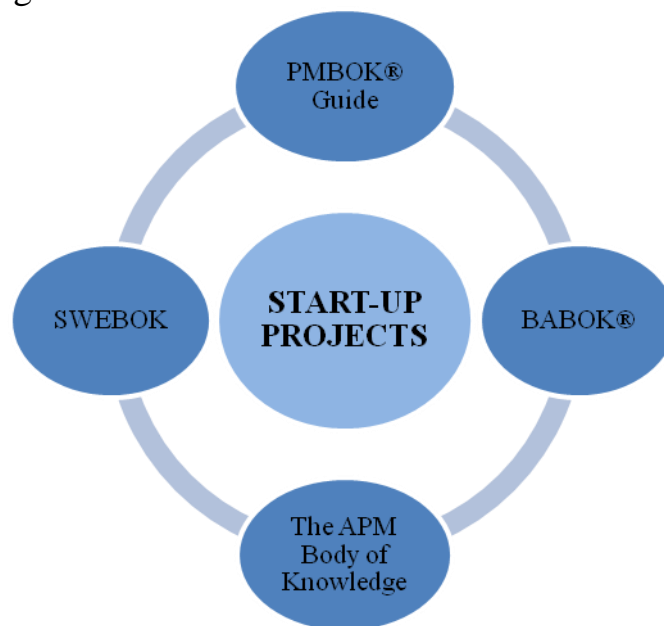 PMBOK®
Guide
SWEBOK
START-UP
PROJECTS
BABOK®
The APM
Body of
Knowledge